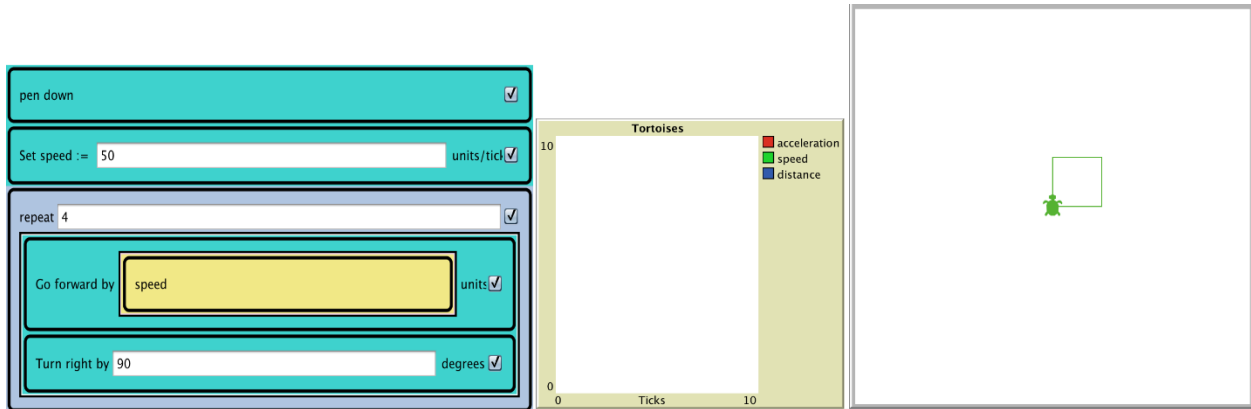 pen down
Set speed := 50 units/tick
repeat 4
Go forward by speed units
Turn right by 90 degrees
Tortoises
10
acceleration
speed
distance
0
0 Ticks 10